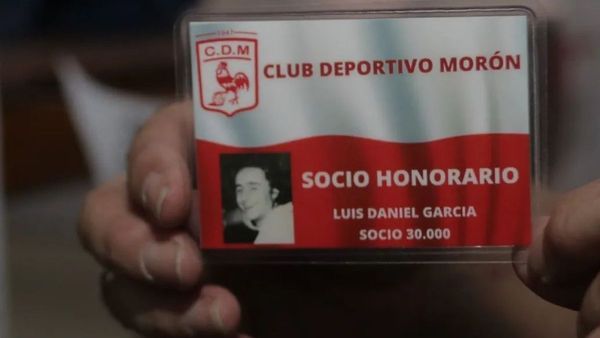 1947
C.D.M
CLUB DEPORTIVO MORÓN
SOCIO HONORARIO
LUIS DANIEL GARCIA
SOCIO 30.000